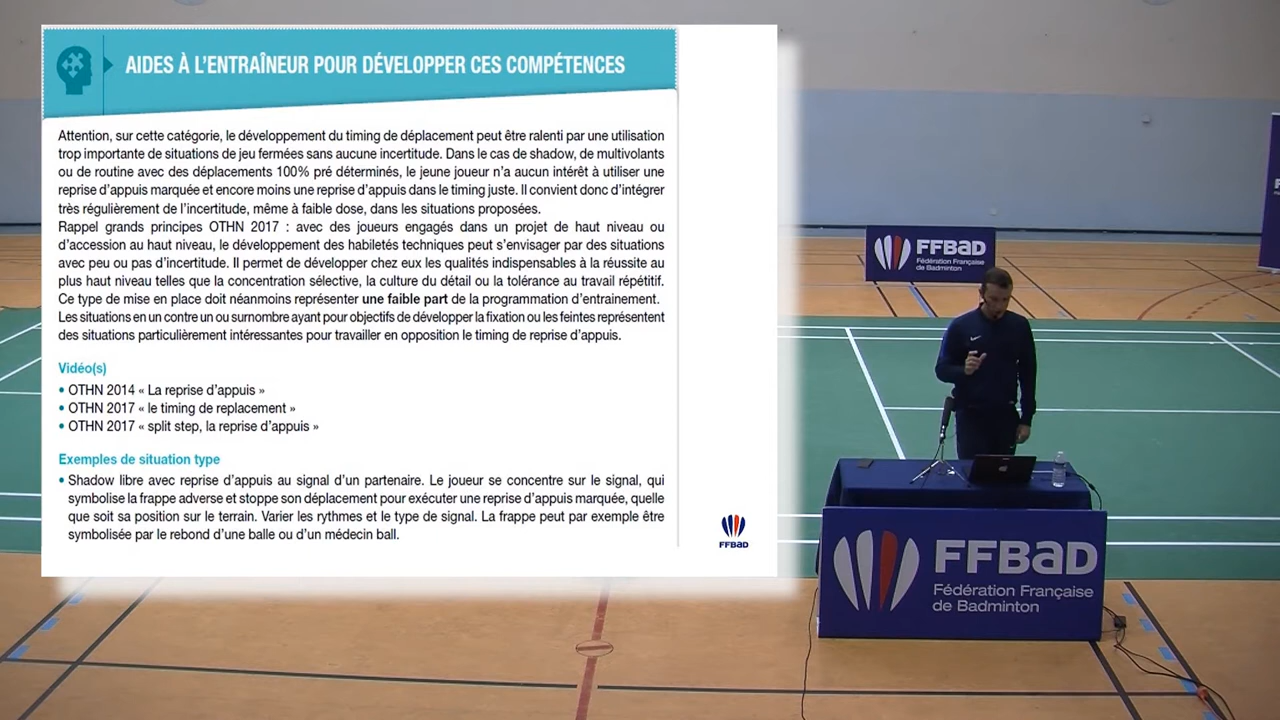 AIDES À L'ENTRAÎNEUR POUR DÉVELOPPER CES COMPÉTENCES
Attention, sur cette catégorie, le développement du timing de déplacement peut être ralenti par une utilisation
trop importante de situations de jeu fermées sans aucune incertitude. Dans le cas de shadow, de multivolants
ou de routine avec des déplacements 100% pré déterminés, le jeune joueur n'a aucun intérêt à utiliser une
reprise d'appuis marquée et encore moins une reprise d'appuis dans le timing juste. Il convient donc d'intégrer
très régulièrement de l'incertitude, même à faible dose, dans les situations proposées.
Rappel grands principes OTHN 2017 : avec des joueurs engagés dans un projet de haut niveau ou
d'accession au haut niveau, le développement des habiletés techniques peut s'envisager par des situations
avec peu ou pas d'incertitude. Il permet de développer chez eux les qualités indispensables à la réussite au
plus haut niveau telles que la concentration sélective, la culture du détail ou la tolérance au travail répétitif.
Ce type de mise en place doit néanmoins représenter une faible part de la programmation d'entrainement.
Les situations en un contre un ou surnombre ayant pour objectifs de développer la fixation ou les feintes représentent
des situations particulièrement intéressantes pour travailler en opposition le timing de reprise d'appuis.
Vidéo(s)
• OTHN 2014 « La reprise d'appuis »
• OTHN 2017 « le timing de replacement »
• OTHN 2017 « split step, la reprise d'appuis »
Exemples de situation type
• Shadow libre avec reprise d'appuis au signal d'un partenaire. Le joueur se concentre sur le signal, qui
symbolise la frappe adverse et stoppe son déplacement pour exécuter une reprise d'appuis marquée, quelle
que soit sa position sur le terrain. Varier les rythmes et le type de signal. La frappe peut par exemple être
symbolisée par le rebond d'une balle ou d'un médecin ball.
FFBaD
FFBaD
Fédération Française
de Badminton
FFBaD
Fédération Française
de Badminton